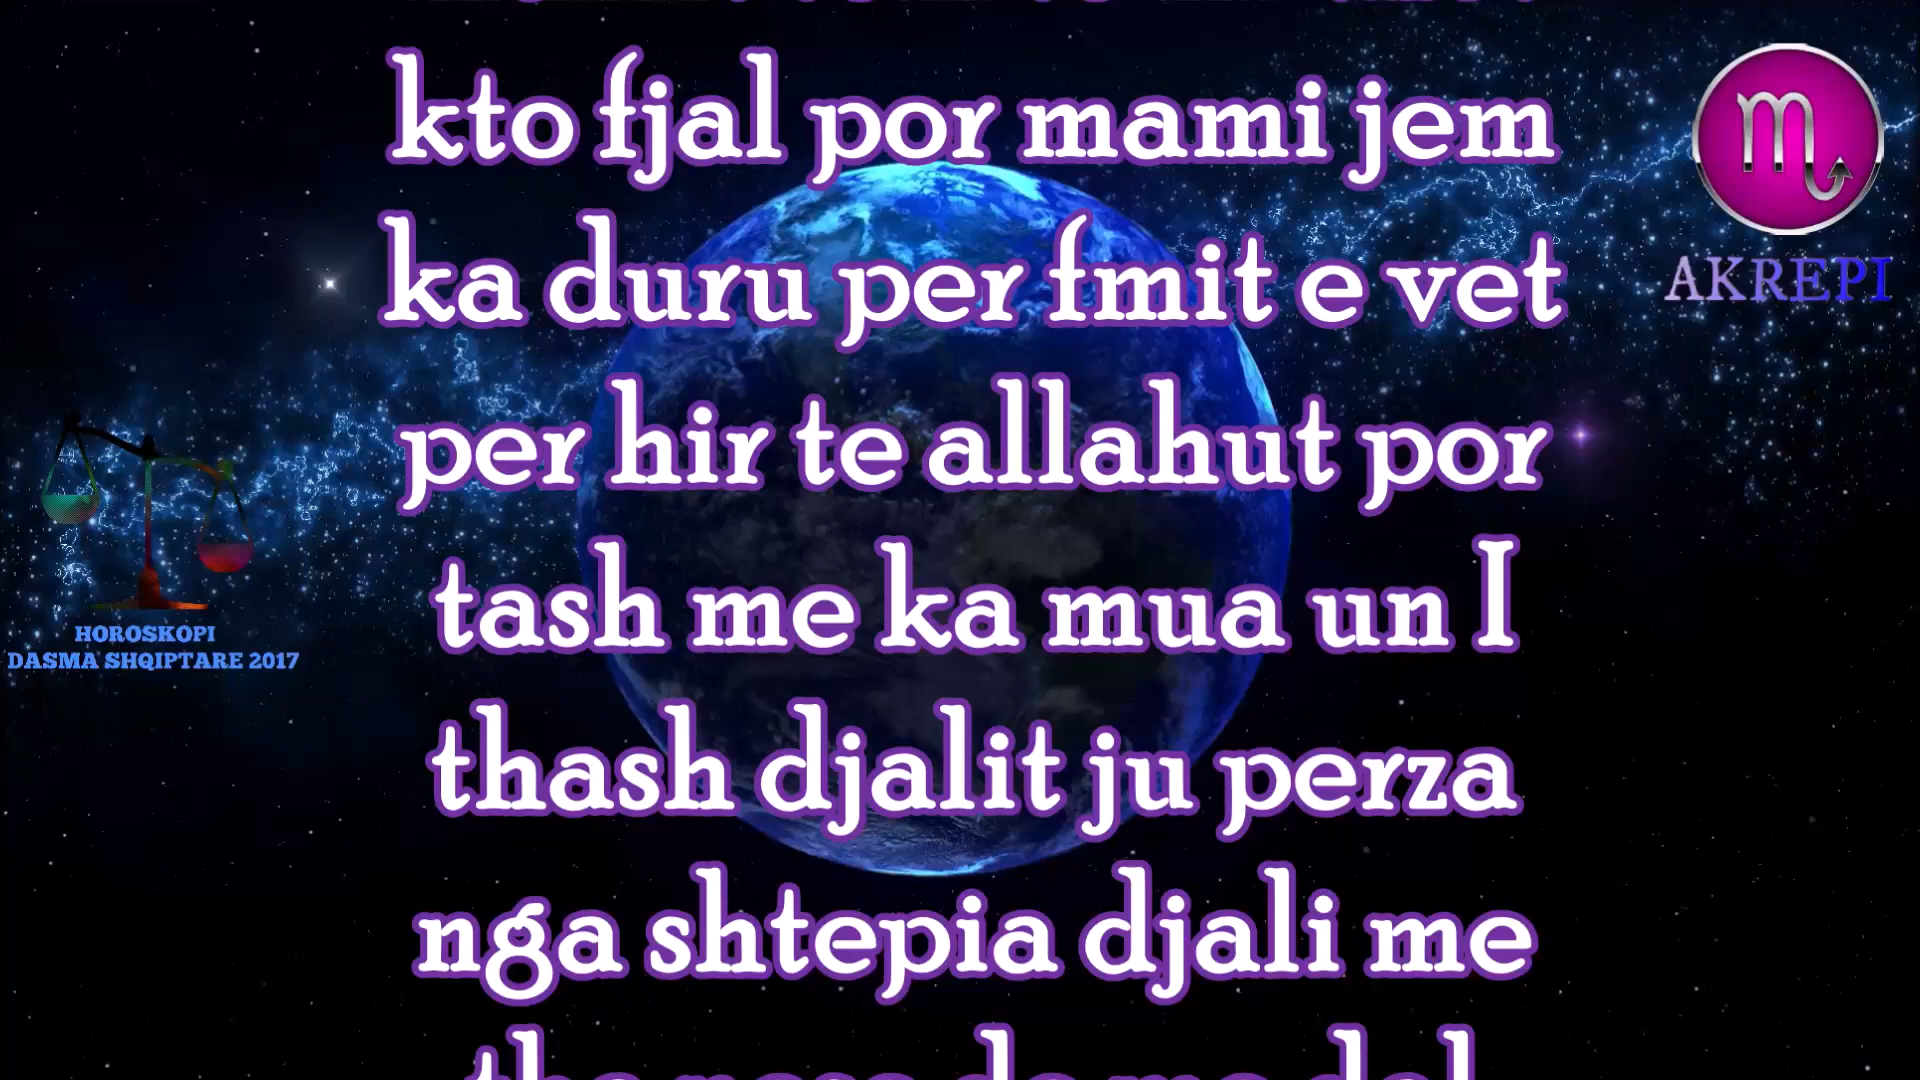 kto fjal por mami jem
ka duru per fmit e vet
per hir te allahut por
tash me ka mua un I
thash djalit ju perza
nga shtepia djali me
AKREPI
HOROSKOPI
DASMA SHQIPTARE 2017